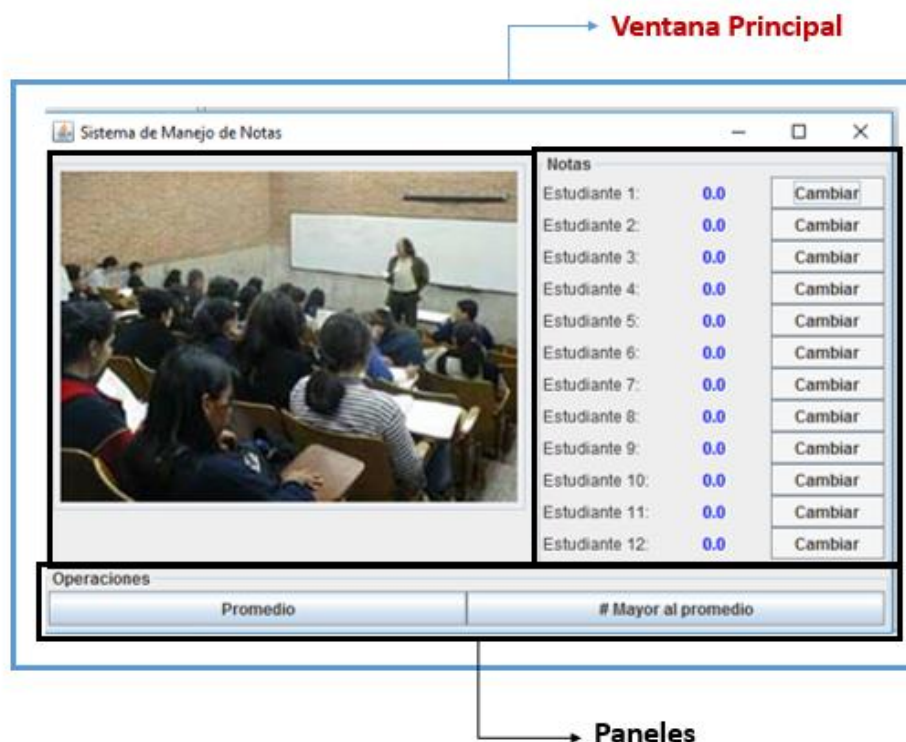 Ventana Principal
Sistema de Manejo de Notas
Notas
Estudiante 1: 0.0 Cambiar
Estudiante 2: 0.0 Cambiar
Estudiante 3: 0.0 Cambiar
Estudiante 4: 0.0 Cambiar
Estudiante 5: 0.0 Cambiar
Estudiante 6: 0.0 Cambiar
Estudiante 7: 0.0 Cambiar
Estudiante 8: 0.0 Cambiar
Estudiante 9: 0.0 Cambiar
Estudiante 10: 0.0 Cambiar
Estudiante 11: 0.0 Cambiar
Estudiante 12: 0.0 Cambiar
Operaciones
Promedio # Mayor al promedio
Paneles